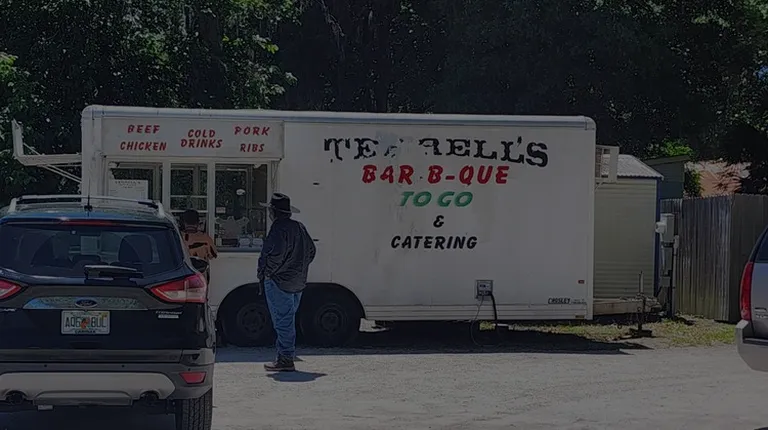 BEEF COLD PORK
CHICKEN DRINKS RIBS
BAR-B-QUE
TO GO
&
CATERING